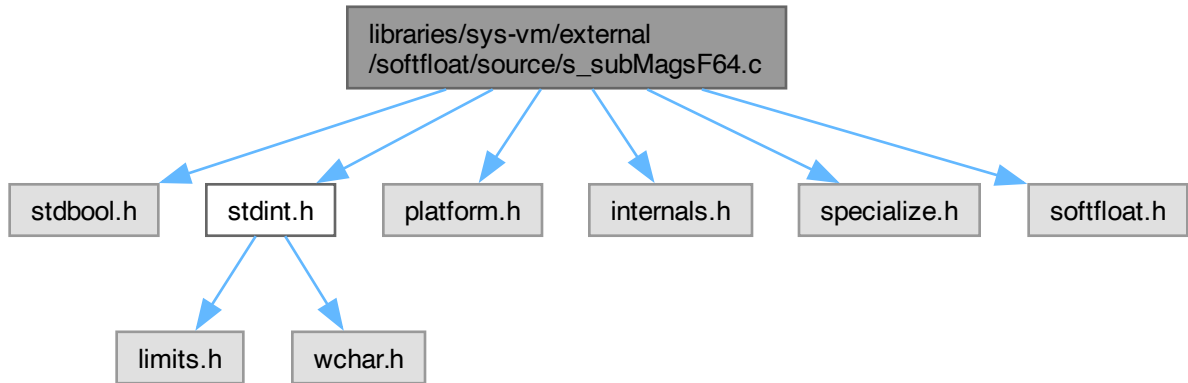 libraries/sys-vm/external
/softfloat/source/s_subMagsF64.c
stdbool.h
stdint.h
platform.h
internals.h
specialize.h
softfloat.h
limits.h
wchar.h